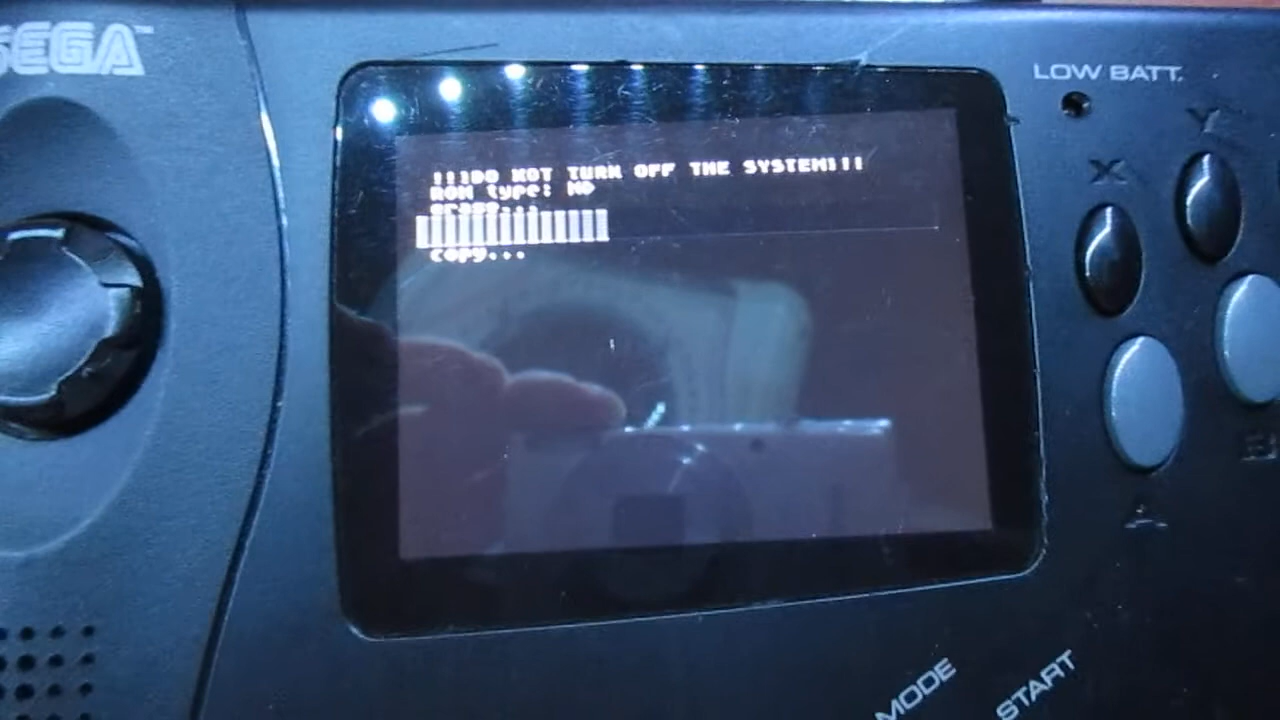 SEGA
LOW BATT.
!!!DO NOT TURN OFF THE SYSTEM!!!
ROM type: MD
erase...
copy...
X
Y
A
B
MODE
START